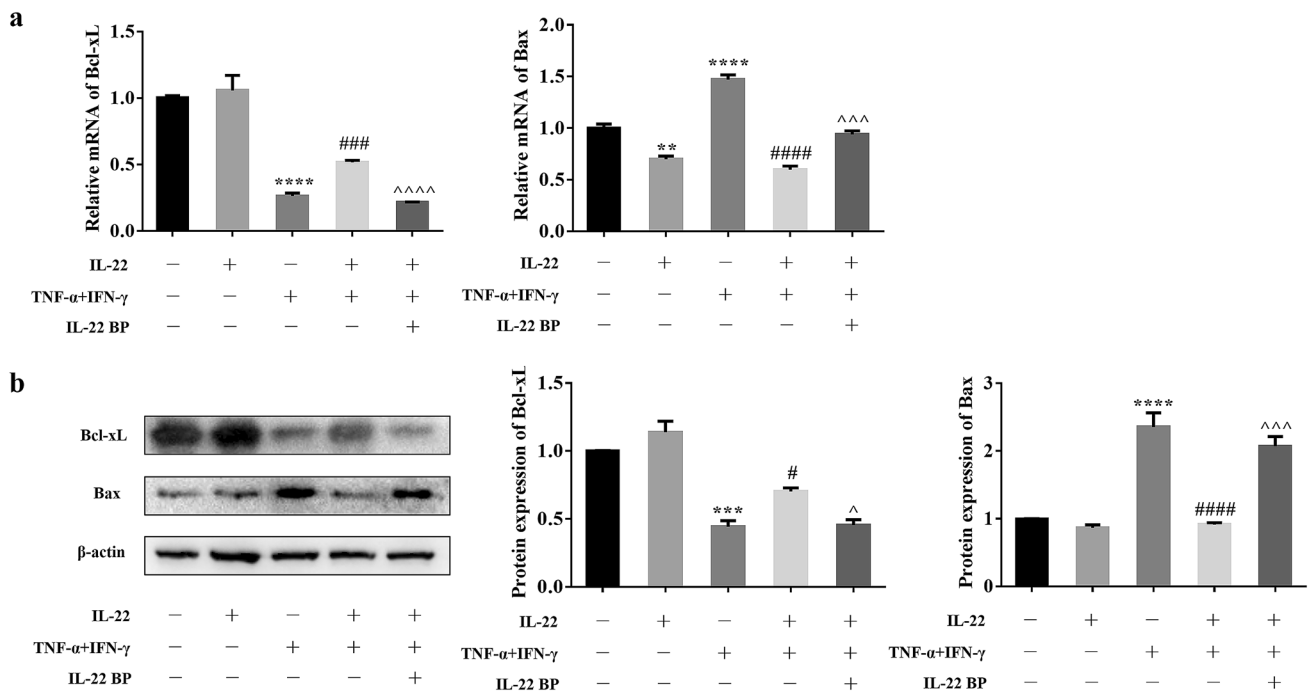 a
Relative mRNA of Bcl-xL
1.5
1.0
0.5
0.0
****
###
^^^^
IL-22 − + − + +
TNF-α+IFN-γ − − + + +
IL-22 BP − − − − +
Relative mRNA of Bax
2.0
1.5
1.0
0.5
0.0
**
****
####
^^^
IL-22 − + − + +
TNF-α+IFN-γ − − + + +
IL-22 BP − − − − +
b
Bcl-xL
Bax
β-actin
IL-22 − + − + +
TNF-α+IFN-γ − − + + +
IL-22 BP − − − − +
Protein expression of Bcl-xL
1.5
1.0
0.5
0.0
***
#
^
IL-22 − + − + +
TNF-α+IFN-γ − − + + +
IL-22 BP − − − − +
Protein expression of Bax
3
2
1
0
****
####
^^^
IL-22 − + − + +
TNF-α+IFN-γ − − + + +
IL-22 BP − − − − +